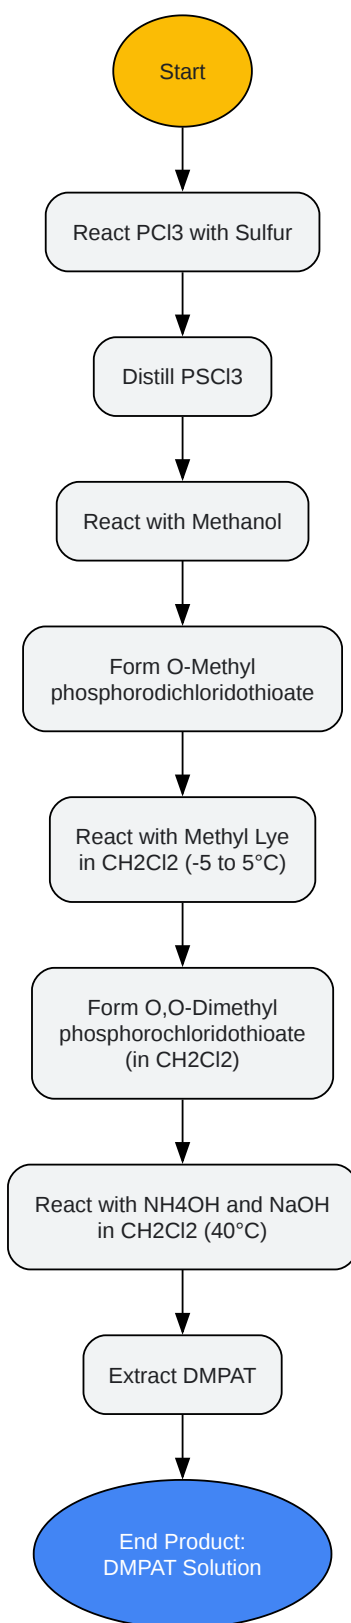 Start
React PCl3 with Sulfur
Distill PSCl3
React with Methanol
Form O-Methyl
phosphorodichloridothioate
React with Methyl Lye
in CH2Cl2 (-5 to 5°C)
Form O,O-Dimethyl
phosphorochloridothioate
(in CH2Cl2)
React with NH4OH and NaOH
in CH2Cl2 (40°C)
Extract DMPAT
End Product:
DMPAT Solution